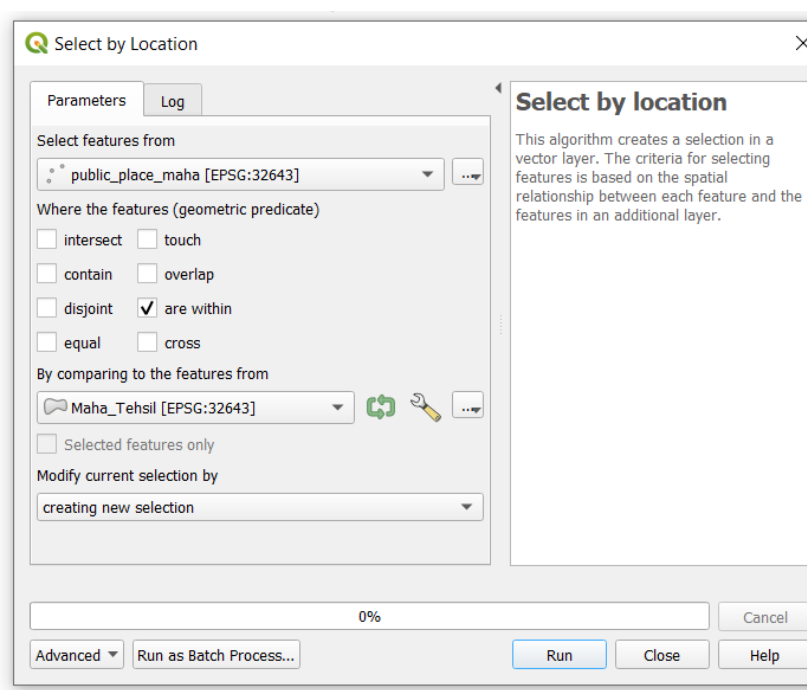 Select by Location
Parameters
Log
Select features from
public_place_maha [EPSG:32643]
...
Where the features (geometric predicate)
intersect
touch
contain
overlap
disjoint
are within
equal
cross
By comparing to the features from
Maha_Tehsil [EPSG:32643]
...
Selected features only
Modify current selection by
creating new selection
Select by location
This algorithm creates a selection in a
vector layer. The criteria for selecting
features is based on the spatial
relationship between each feature and the
features in an additional layer.
0%
Cancel
Advanced
Run as Batch Process...
Run
Close
Help